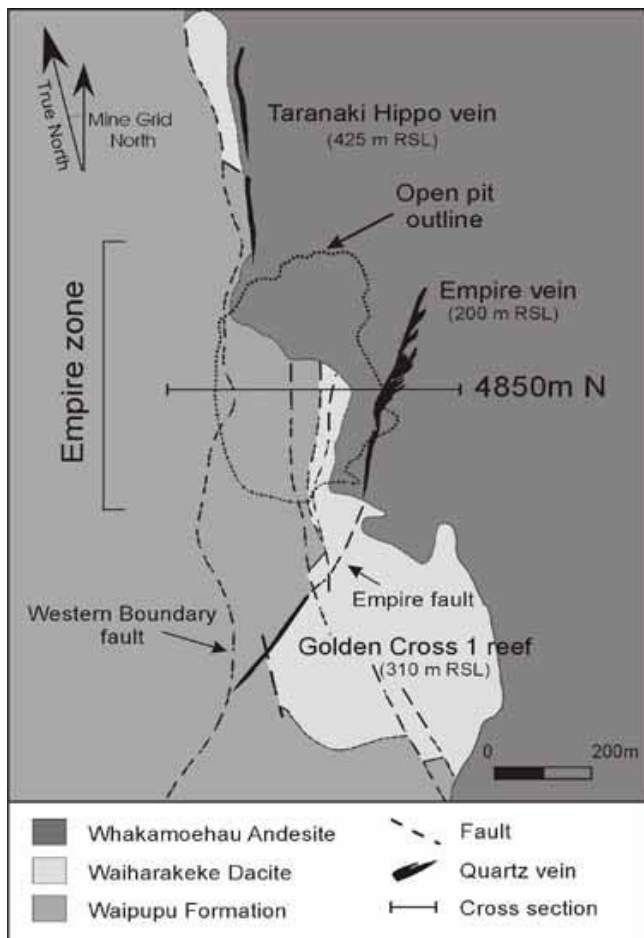 True North
Mine Grid
North
Taranaki Hippo vein
(425 m RSL)
Open pit
outline
Empire vein
(200 m RSL)
Empire zone
4850m N
Empire fault
Western Boundary
fault
Golden Cross 1 reef
(310 m RSL)
0 200m
Whakamoehau Andesite
Waiharakeke Dacite
Waipupu Formation
Fault
Quartz vein
Cross section